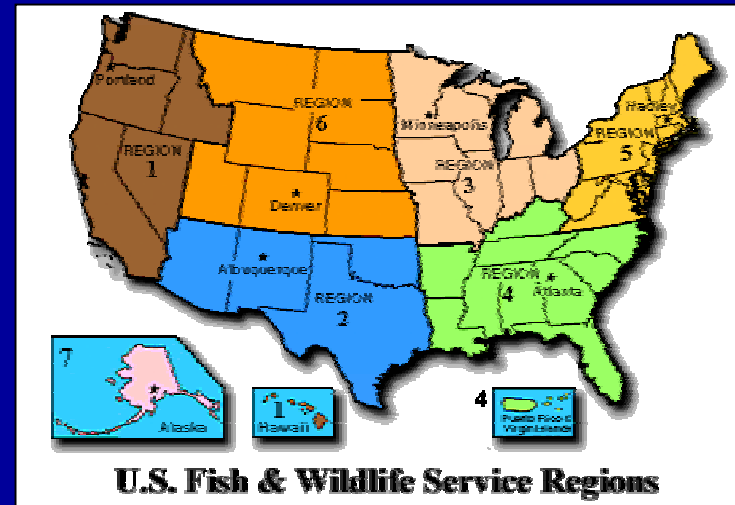 Portland
REGION
1
REGION
6
Denver
Minneapolis
REGION
3
Hadley
REGION
5
Albuquerque
REGION
2
REGION
4
Atlanta
7
Alaska
1
Hawaii
4
Puerto Rico &
Virgin Islands
U.S. Fish & Wildlife Service Regions